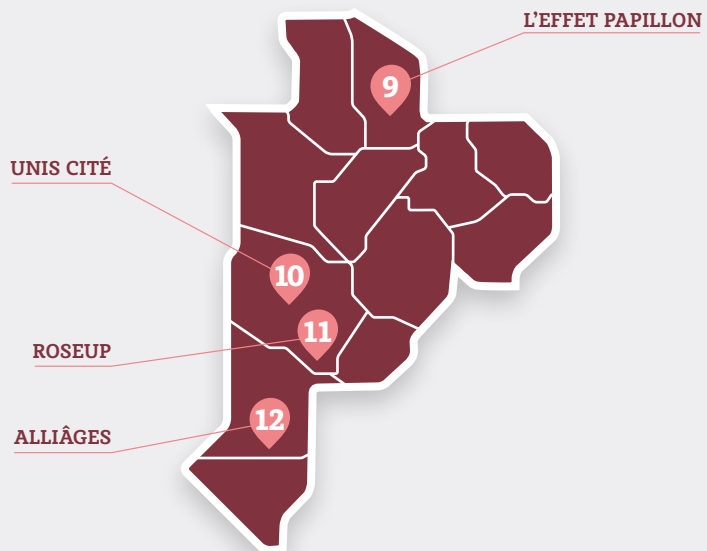 L'EFFET PAPILLON
9
UNIS CITÉ
10
11
ROSEUP
12
ALLIÂGES